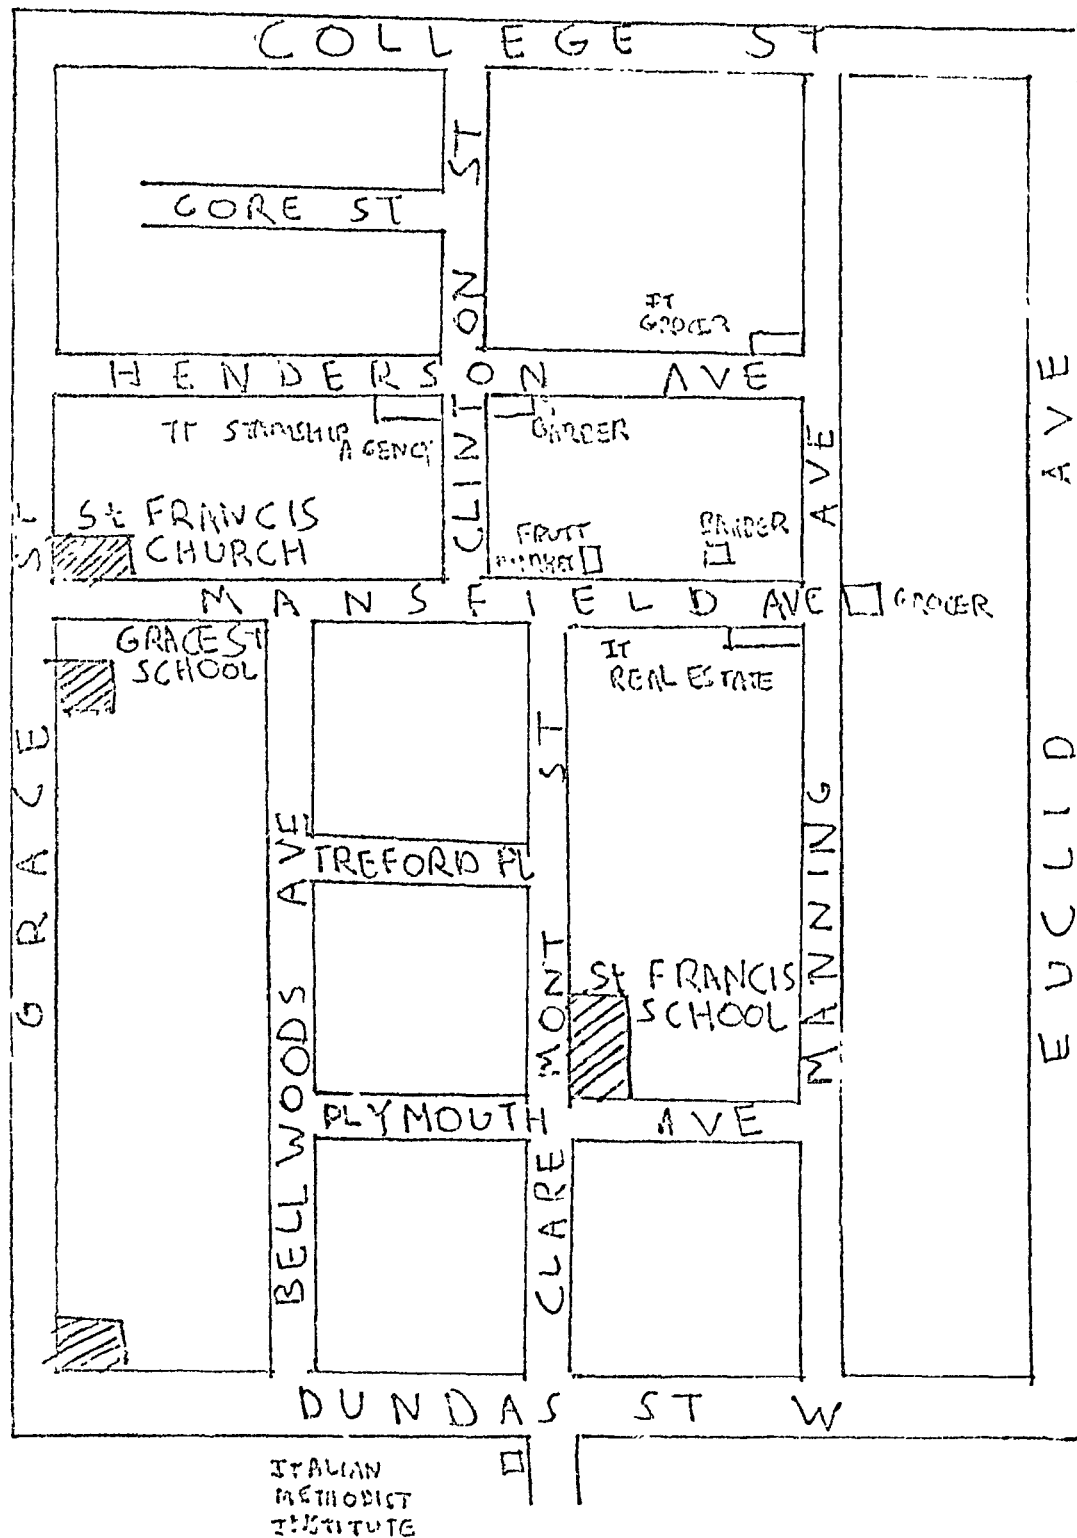 COLLEGE ST
GORE ST
CLINTON ST
IT
GROCER
HENDERSON AVE
IT STEAMSHIP
AGENCY
BARBER
St FRANCIS
CHURCH
FRUIT
MARKET
BARBER
MANSFIELD AVE
GROCER
GRACE ST
SCHOOL
IT
REAL ESTATE
GRACE ST
BELLWOODS AVE
TREFORD PL
CLAREMONT ST
MANNING AVE
EUCLID AVE
St FRANCIS
SCHOOL
PLYMOUTH AVE
DUNDAS ST W
ITALIAN
METHODIST
INSTITUTE